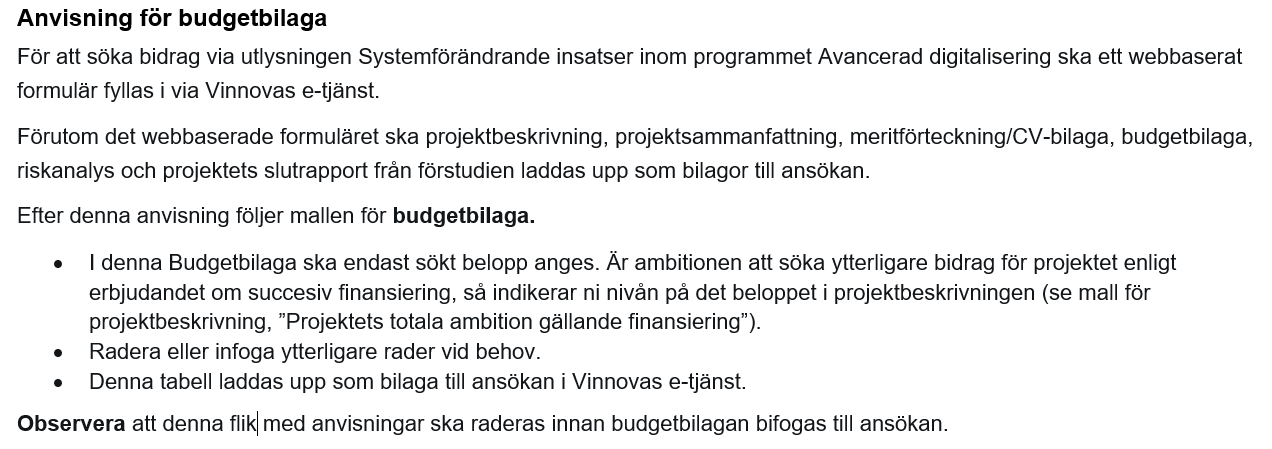 Anvisning för budgetbilaga
För att söka bidrag via utlysningen Systemförändrande insatser inom programmet Avancerad digitalisering ska ett webbaserat
formulär fyllas i via Vinnovas e-tjänst.
Förutom det webbaserade formuläret ska projektbeskrivning, projektsammanfattning, meritförteckning/CV-bilaga, budgetbilaga,
riskanalys och projektets slutrapport från förstudien laddas upp som bilagor till ansökan.
Efter denna anvisning följer mallen för budgetbilaga.
• I denna Budgetbilaga ska endast sökt belopp anges. Är ambitionen att söka ytterligare bidrag för projektet enligt
erbjudandet om succesiv finansiering, så indikerar ni nivån på det beloppet i projektbeskrivningen (se mall för
projektbeskrivning, ”Projektets totala ambition gällande finansiering”).
• Radera eller infoga ytterligare rader vid behov.
• Denna tabell laddas upp som bilaga till ansökan i Vinnovas e-tjänst.
Observera att denna flik med anvisningar ska raderas innan budgetbilagan bifogas till ansökan.